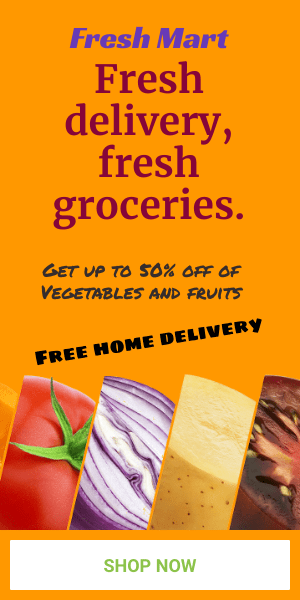 Fresh Mart
Fresh
delivery,
fresh
groceries.
Get up to 50% off of
Vegetables and fruits
Free home delivery
SHOP NOW